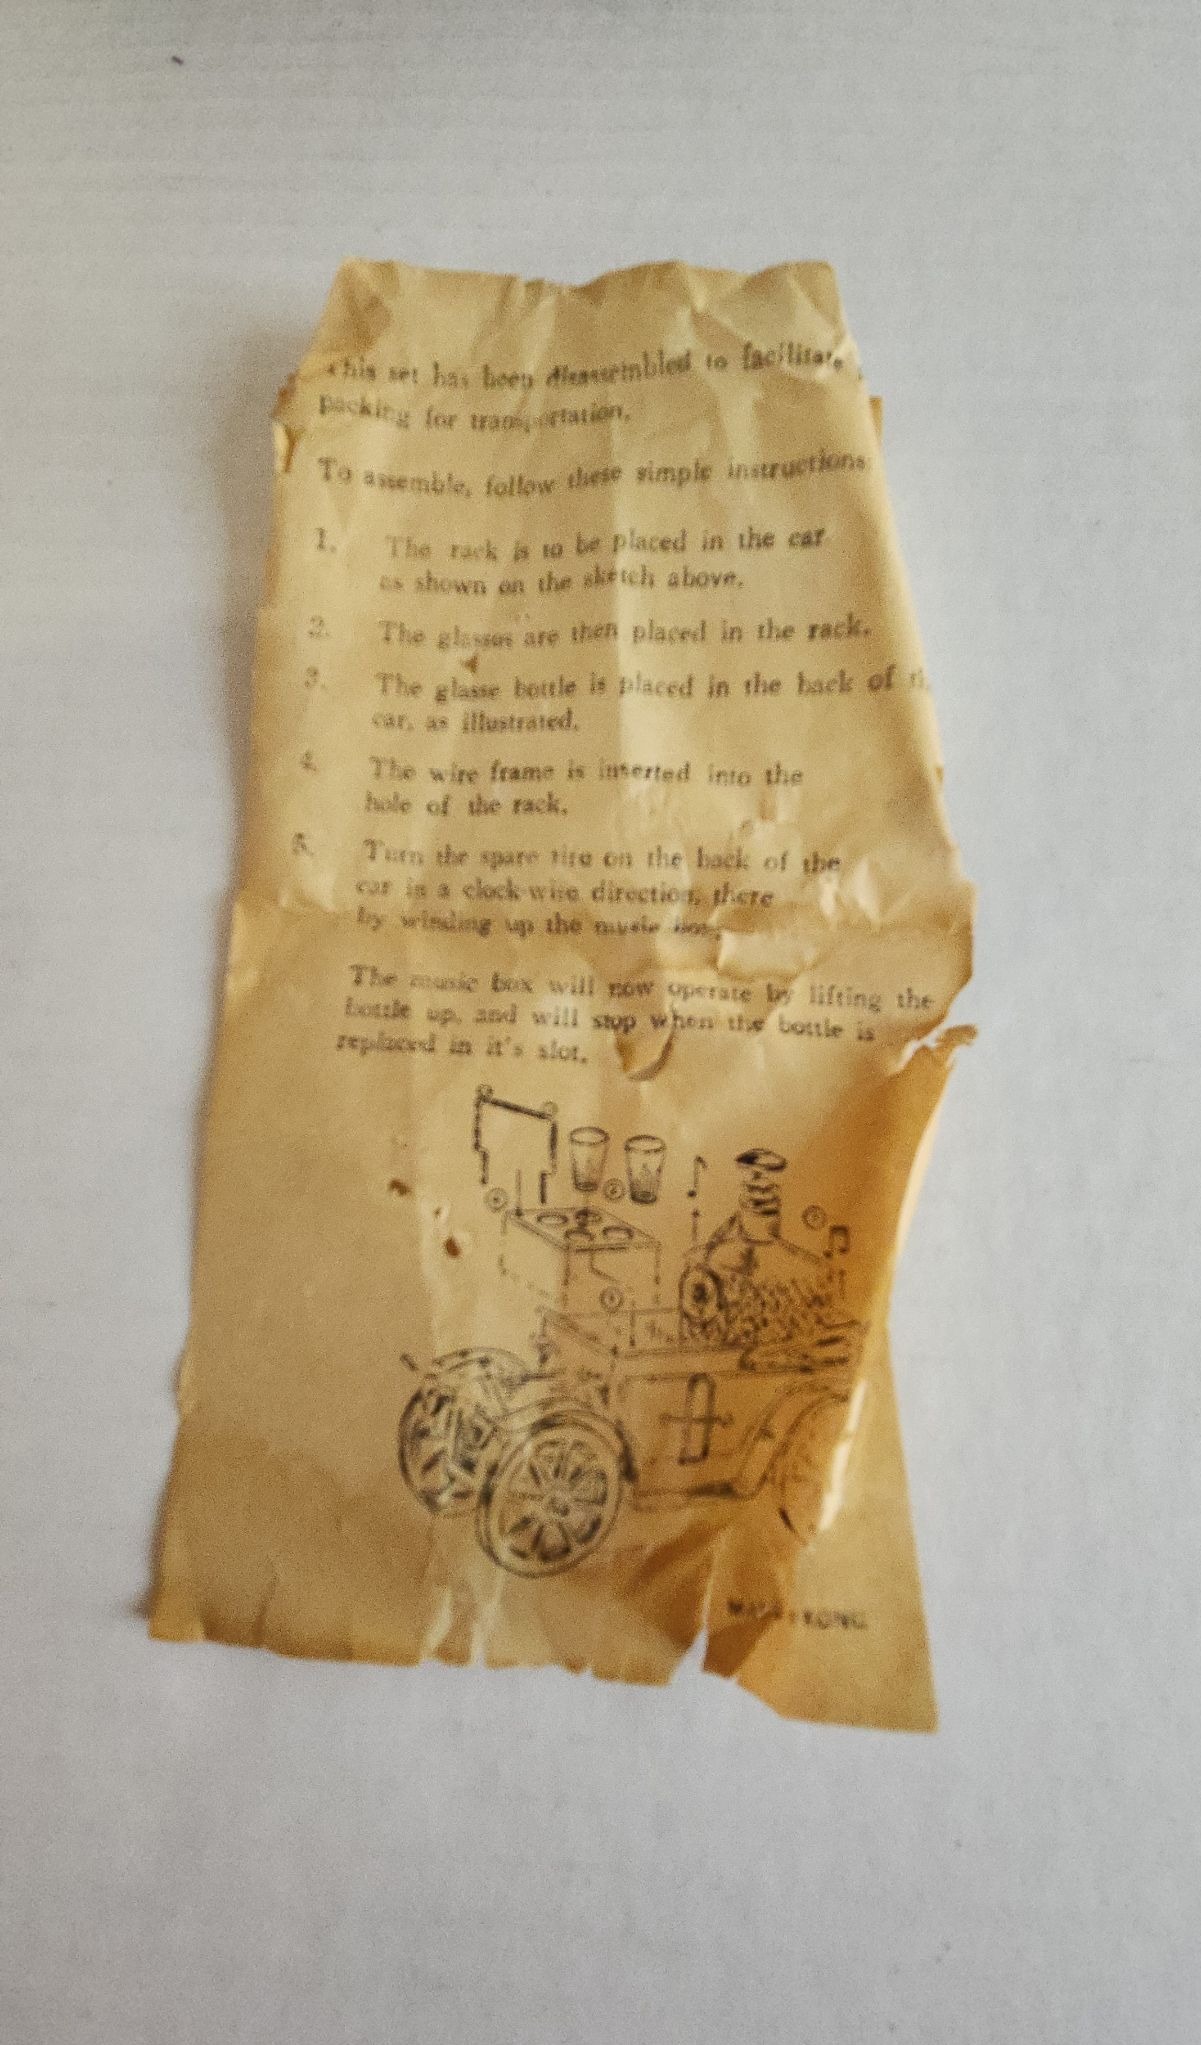 This set has been disassembled to facilitate
packing for transportation.
To assemble, follow these simple instructions:
1. The rack is to be placed in the car
as shown on the sketch above.
2. The glasses are then placed in the rack.
3. The glasse bottle is placed in the back of
car, as illustrated.
4. The wire frame is inserted into the
hole of the rack.
5. Turn the spare tire on the back of the
car in a clock-wise direction, there
by winding up the music box.
The music box will now operate by lifting the
bottle up, and will stop when the bottle is
replaced in it's slot.
4
2
1
KONG